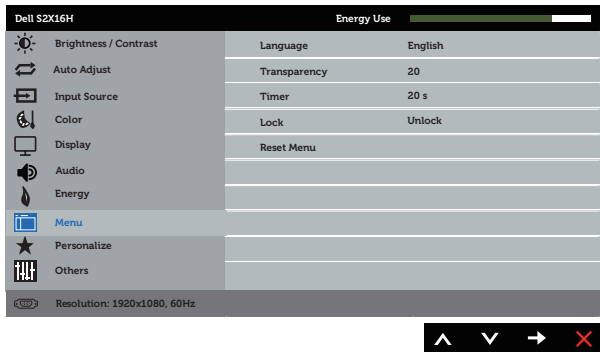 Dell S2X16H Energy Use
Brightness / Contrast
Language English
Auto Adjust
Transparency 20
Input Source
Timer 20 s
Color
Lock Unlock
Display
Reset Menu
Audio
Energy
Menu
Personalize
Others
Resolution: 1920x1080, 60Hz